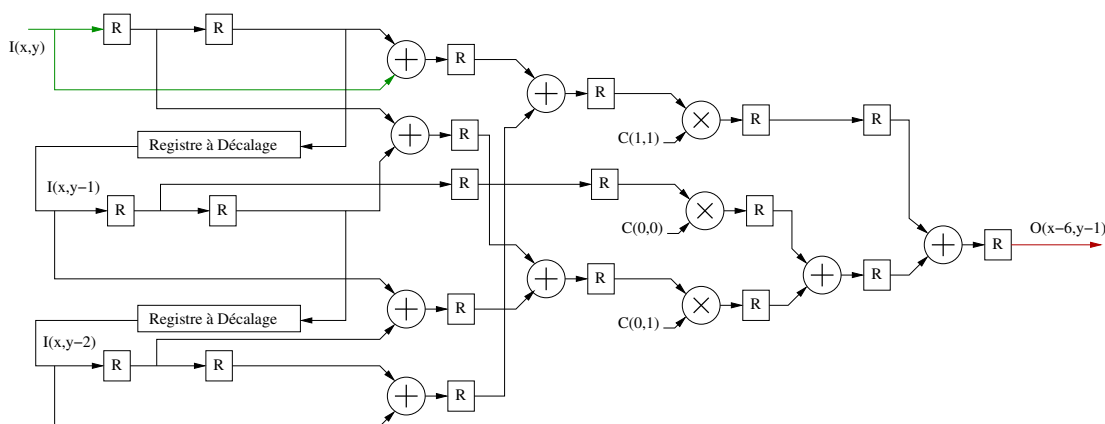 R R
I(x,y)
R
R
C(1,1)
R R
R
Registre à Décalage
I(x,y−1)
R R
R R
C(0,0)
R
O(x−6,y−1)
R
R
R
R
C(0,1)
R
Registre à Décalage
R
I(x,y−2)
R R
R